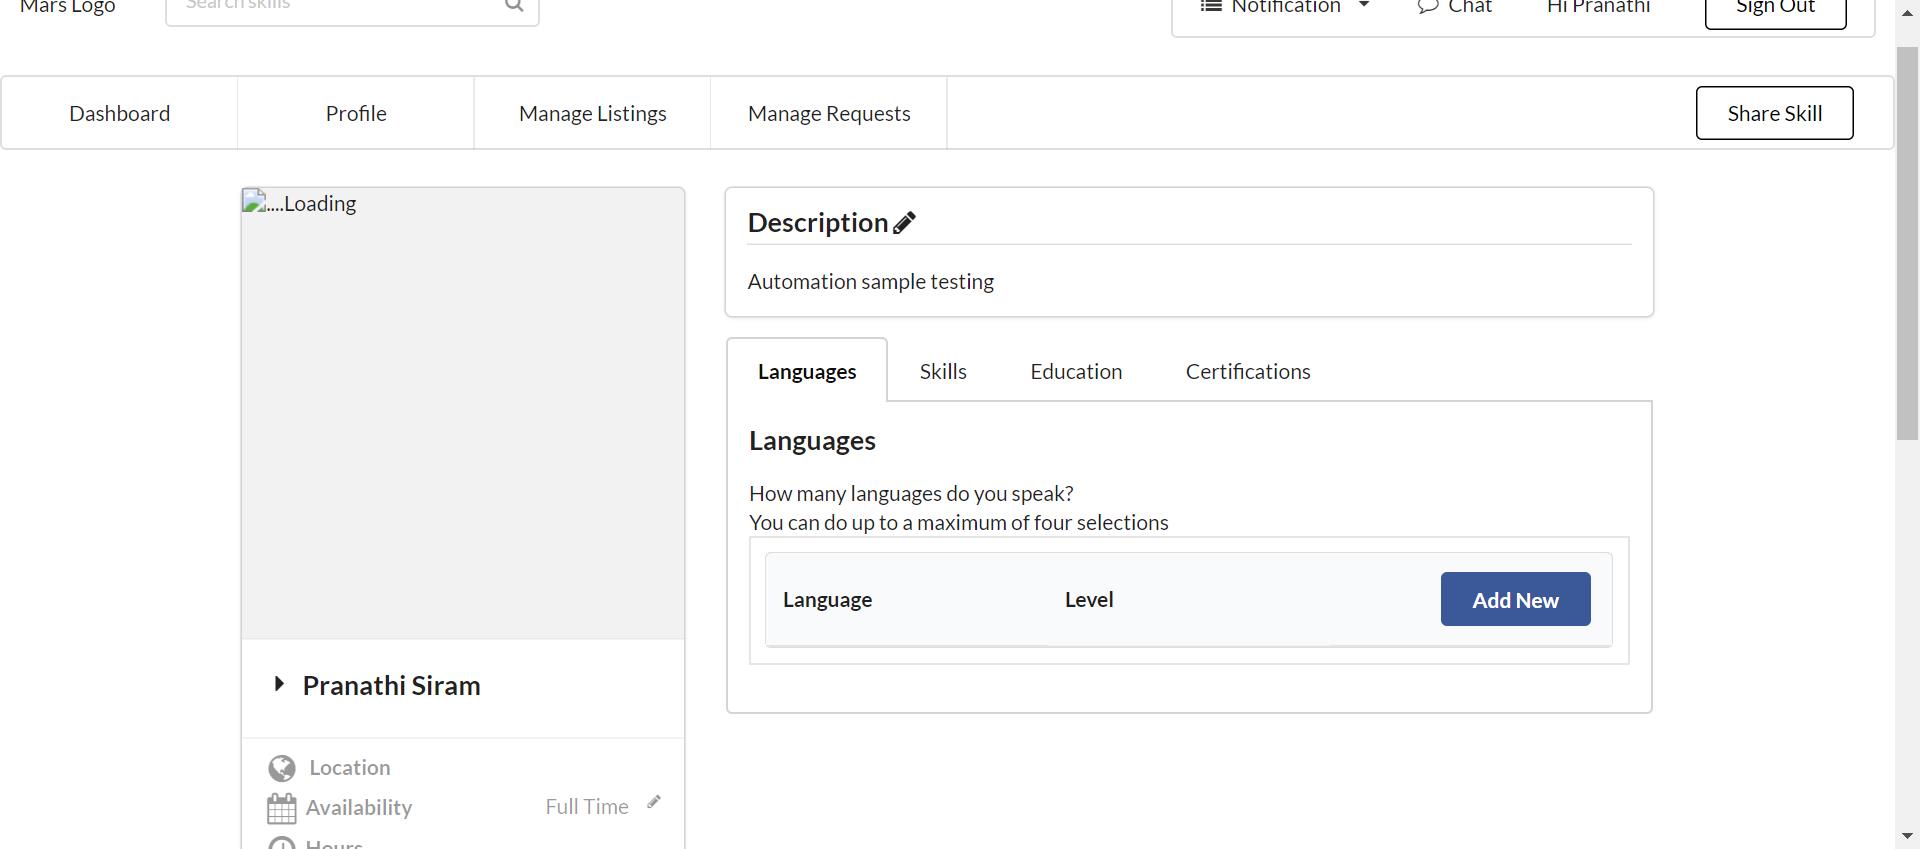 Mars Logo
Search skills
Notification
Chat
Hi Pranathi
Sign Out
Dashboard
Profile
Manage Listings
Manage Requests
Share Skill
....Loading
Description
Automation sample testing
Languages
Skills
Education
Certifications
Languages
How many languages do you speak?
You can do up to a maximum of four selections
Language
Level
Add New
Pranathi Siram
Location
Availability
Full Time
Hours